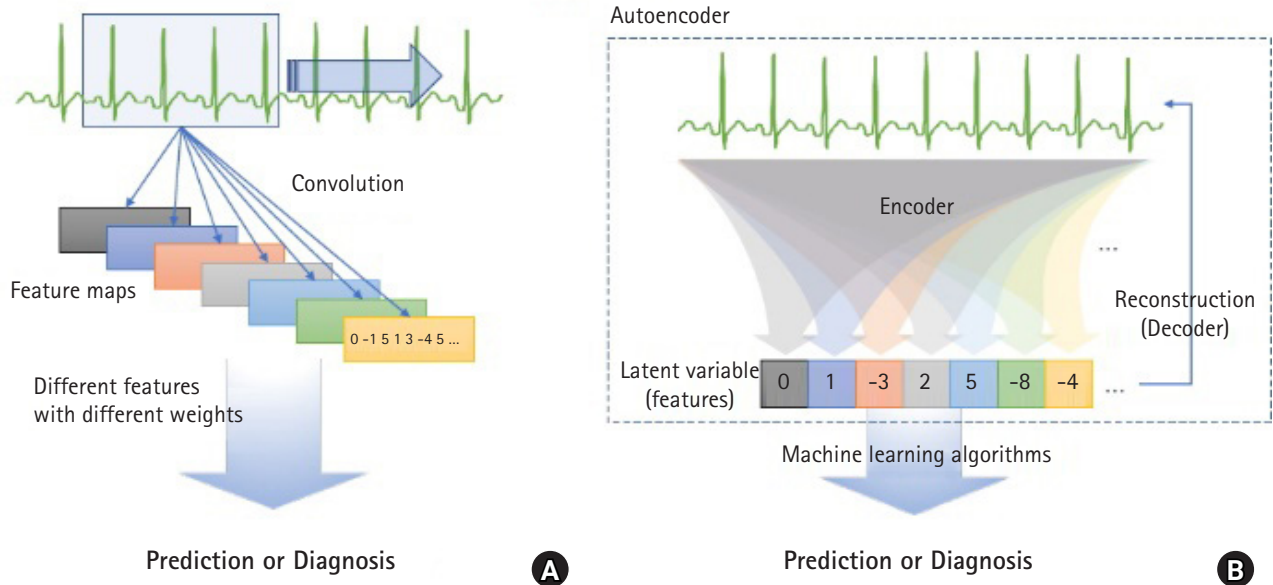 Convolution
Feature maps
0 -1 5 1 3 -4 5 ...
Different features
with different weights
Prediction or Diagnosis
A
Autoencoder
Encoder
...
Reconstruction
(Decoder)
Latent variable
(features)
0 1 -3 2 5 -8 -4 ...
Machine learning algorithms
Prediction or Diagnosis
B